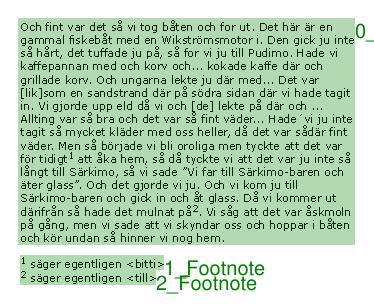 Och fint var det så vi tog båten och for ut. Det här är en
gammal fiskebåt med en Wikströmsmotor i. Den gick ju inte
så hårt, det tuffade ju på, så for vi ju till Pudimo. Hade vi
kaffepannan med och korv och... kokade kaffe där och
grillade korv. Och ungarna lekte ju där med... Det var
[lik]som en sandstrand där på södra sidan där vi hade tagit
in. Vi gjorde upp eld då vi och [de] lekte på där och ...
Allting var så bra och det var så fint väder... Hade´vi ju inte
tagit så mycket kläder med oss heller, då det var sådär fint
väder. Men så började vi bli oroliga men tyckte att det var
för tidigt¹ att åka hem, så då tyckte vi att det var ju inte så
långt till Särkimo, så vi sade ”Vi far till Särkimo-baren och
äter glass”. Och det gjorde vi ju. Och vi kom ju till
Särkimo-baren och gick in och åt glass. Då vi kommer ut
därifrån så hade det mulnat på². Vi såg att det var åskmoln
på gång, men vi sade att vi skyndar oss och hoppar i båten
och kör undan så hinner vi nog hem.
0_
¹ säger egentligen <bitti>
1_Footnote
² säger egentligen <till>
2_Footnote